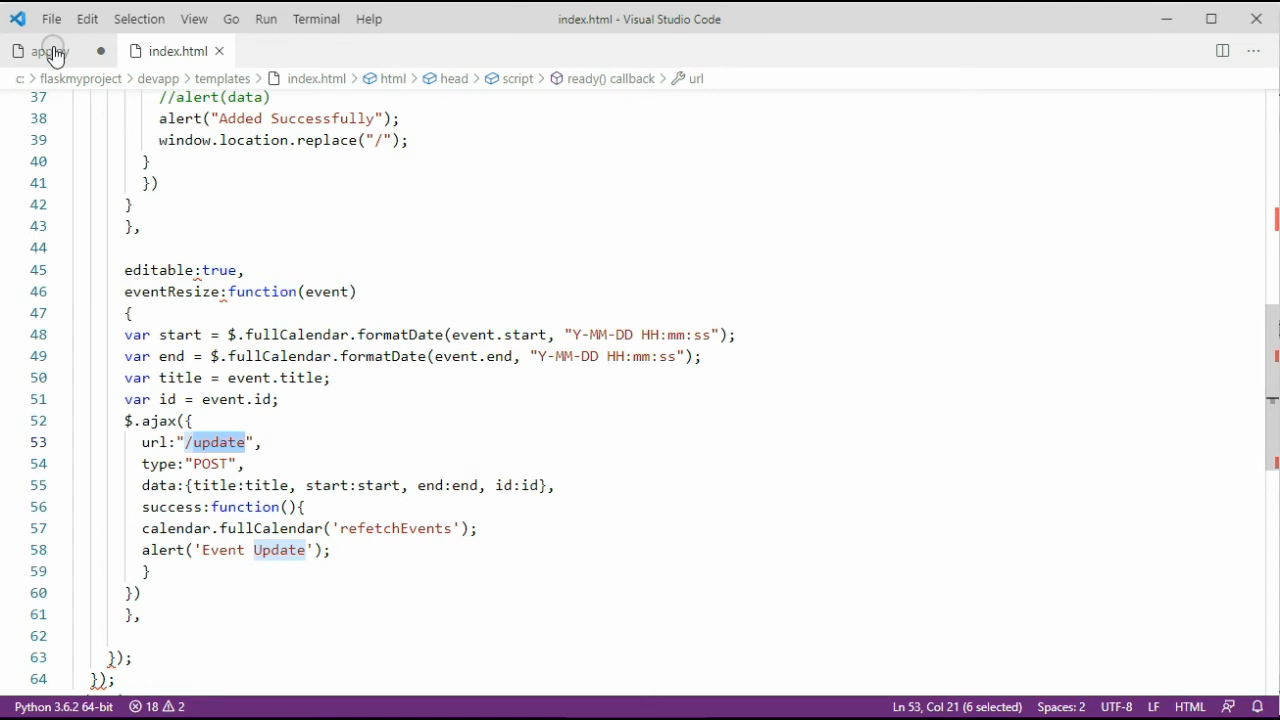 File Edit Selection View Go Run Terminal Help index.html - Visual Studio Code
app.py index.html
c: > flaskmyproject > devapp > templates > index.html > html > head > script > ready() callback > url
37 //alert(data)
38 alert("Added Successfully");
39 window.location.replace("/");
40 }
41 })
42 }
43 },
44
45 editable:true,
46 eventResize:function(event)
47 {
48 var start = $.fullCalendar.formatDate(event.start, "Y-MM-DD HH:mm:ss");
49 var end = $.fullCalendar.formatDate(event.end, "Y-MM-DD HH:mm:ss");
50 var title = event.title;
51 var id = event.id;
52 $.ajax({
53 url:"/update",
54 type:"POST",
55 data:{title:title, start:start, end:end, id:id},
56 success:function(){
57 calendar.fullCalendar('refetchEvents');
58 alert('Event Update');
59 }
60 })
61 },
62
63 });
64 });
Python 3.6.2 64-bit 18 2 Ln 53, Col 21 (6 selected) Spaces: 2 UTF-8 LF HTML